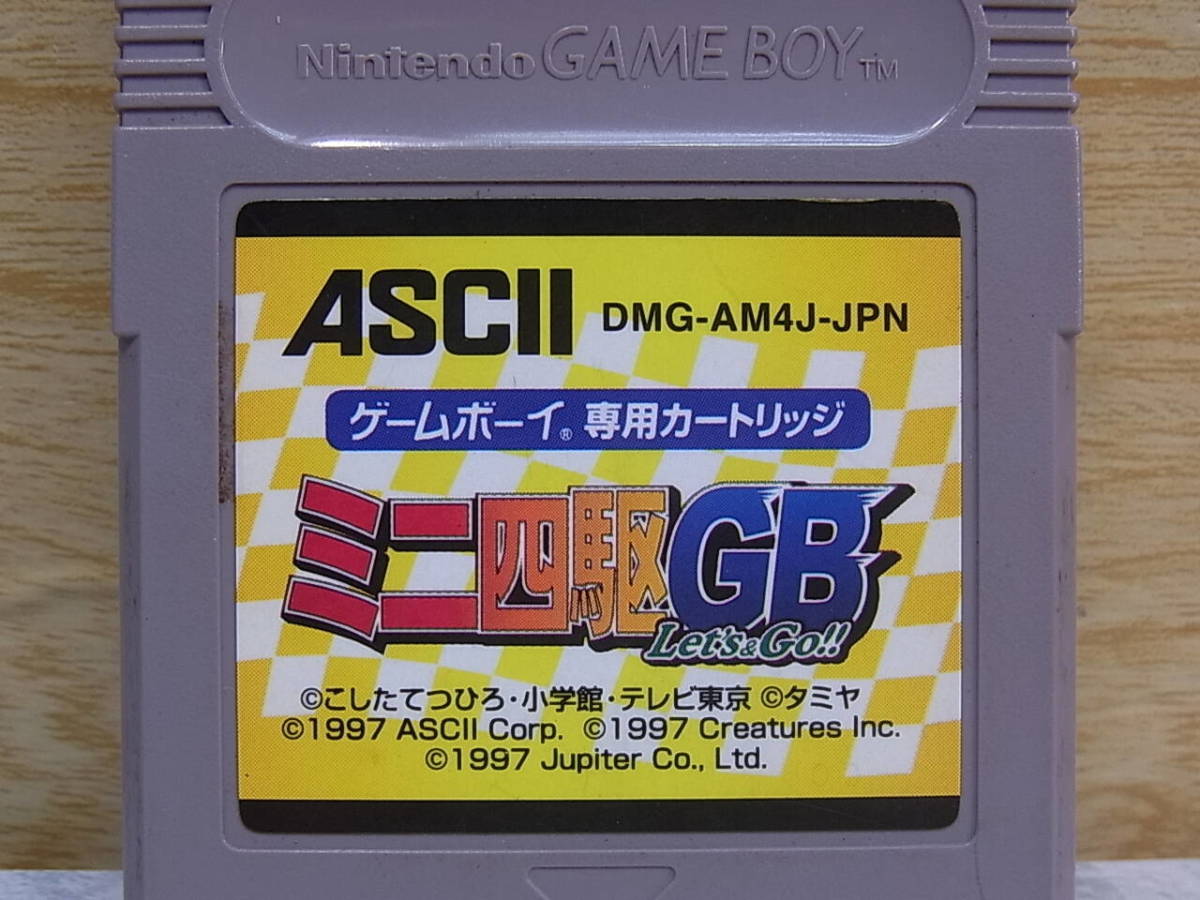 Nintendo GAME BOY TM
ASCII DMG-AM4J-JPN
ゲームボーイ® 専用カートリッジ
ミニ四駆GB
Let's&Go!!
©こしたてつひろ・小学館・テレビ東京 ©タミヤ
©1997 ASCII Corp. ©1997 Creatures Inc.
©1997 Jupiter Co., Ltd.